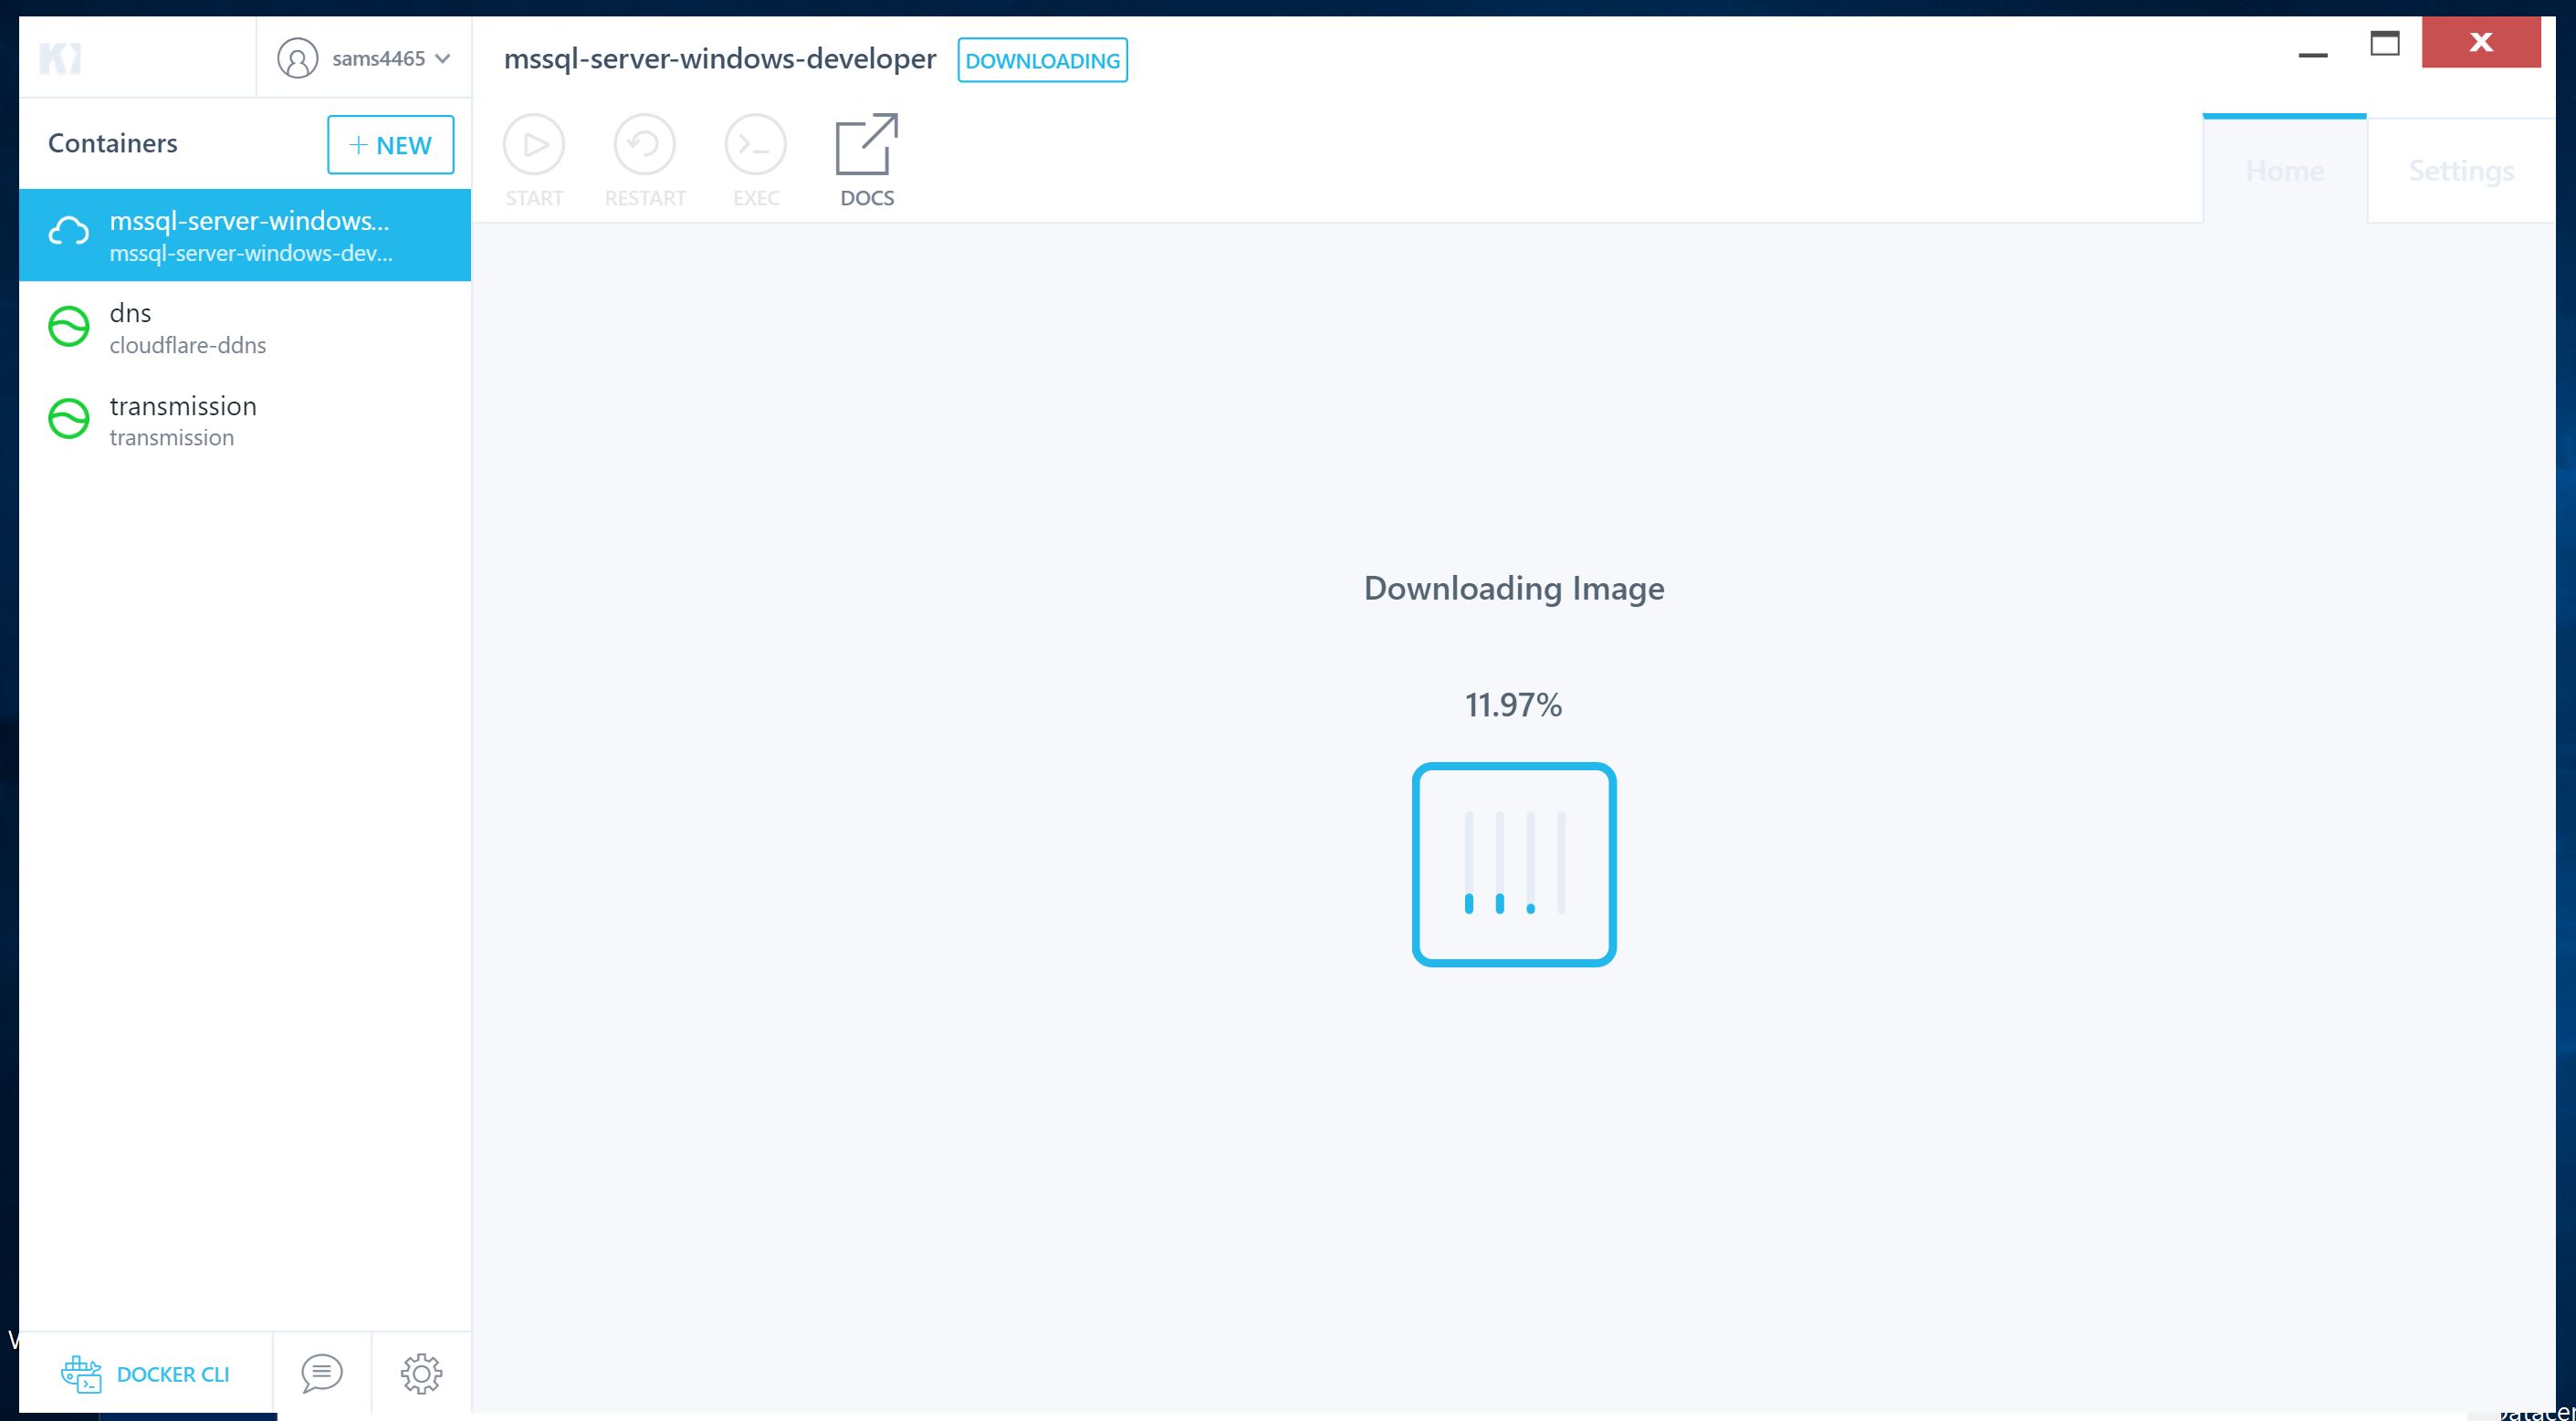 sams4465
mssql-server-windows-developer DOWNLOADING
Containers
+ NEW
START
RESTART
EXEC
DOCS
Home
Settings
mssql-server-windows...
mssql-server-windows-dev...
dns
cloudflare-ddns
transmission
transmission
Downloading Image
11.97%
DOCKER CLI